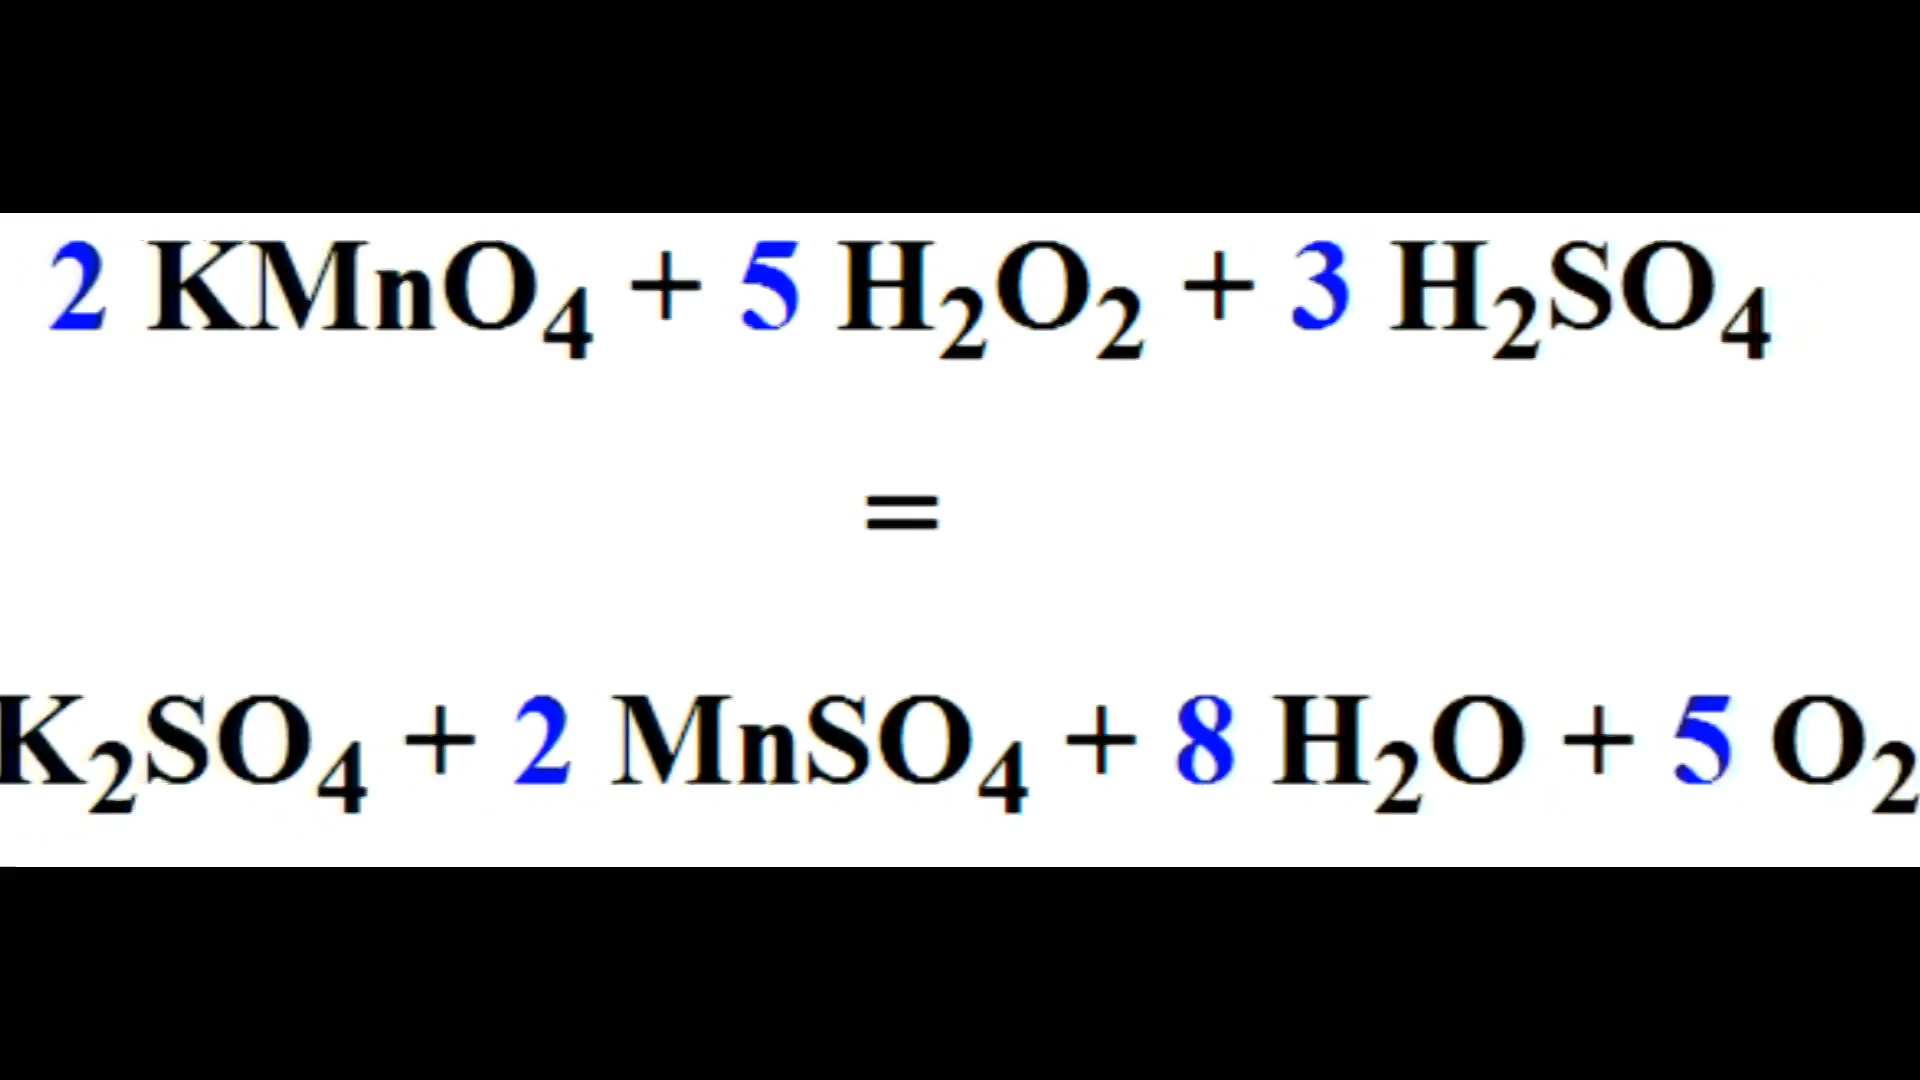 2 KMnO₄ + 5 H₂O₂ + 3 H₂SO₄
=
K₂SO₄ + 2 MnSO₄ + 8 H₂O + 5 O₂